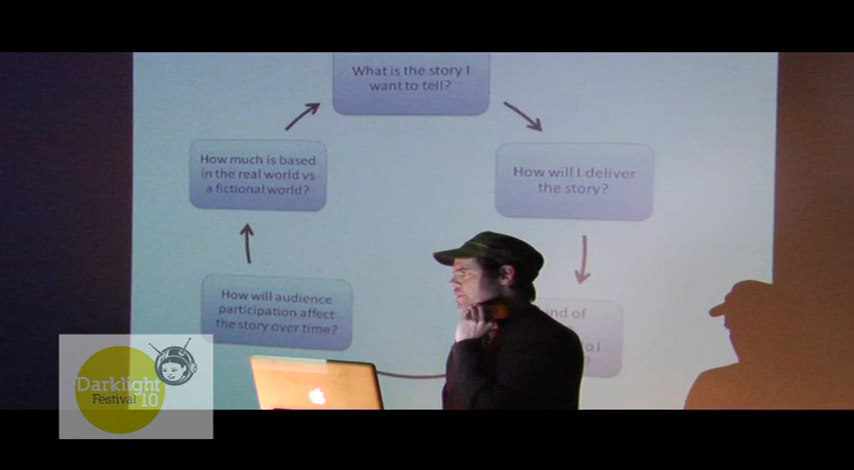 What is the story I
want to tell?
How much is based
in the real world vs
a fictional world?
How will I deliver
the story?
How will audience
participation affect
the story over time?
of
I
?
Darklight
Festival '10